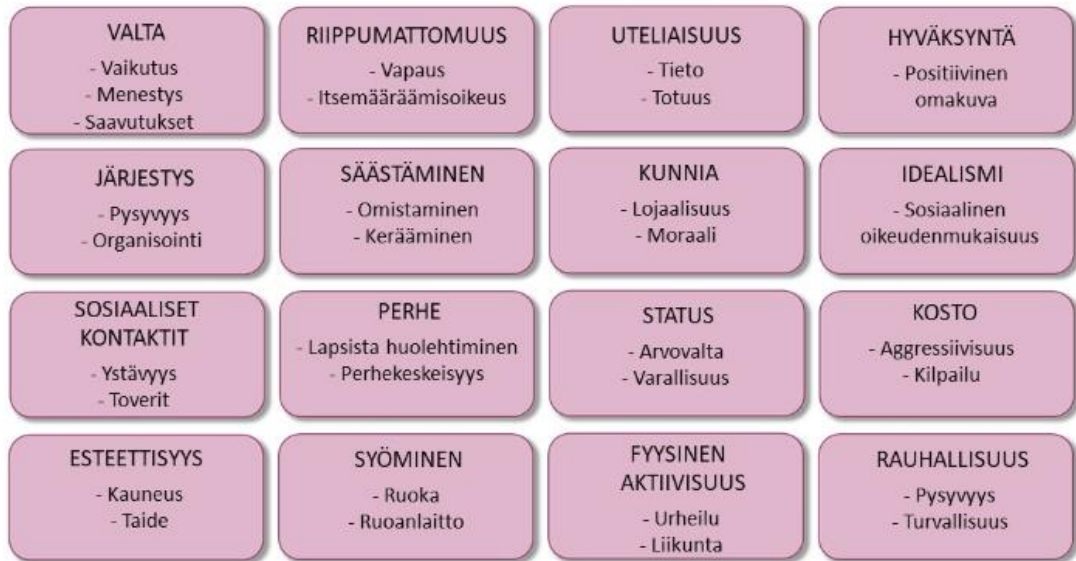 VALTA
- Vaikutus
- Menestys
- Saavutukset
RIIPPUMATTOMUUS
- Vapaus
- Itsemääräämisoikeus
UTELIAISUUS
- Tieto
- Totuus
HYVÄKSYNTÄ
- Positiivinen
omakuva
JÄRJESTYS
- Pysyvyys
- Organisointi
SÄÄSTÄMINEN
- Omistaminen
- Kerääminen
KUNNIA
- Lojaalisuus
- Moraali
IDEALISMI
- Sosiaalinen
oikeudenmukaisuus
SOSIAALISET
KONTAKTIT
- Ystävyys
- Toverit
PERHE
- Lapsista huolehtiminen
- Perhekeskeisyys
STATUS
- Arvovalta
- Varallisuus
KOSTO
- Aggressiivisuus
- Kilpailu
ESTEETTISYYS
- Kauneus
- Taide
SYÖMINEN
- Ruoka
- Ruoanlaitto
FYYSINEN
AKTIIVISUUS
- Urheilu
- Liikunta
RAUHALLISUUS
- Pysyvyys
- Turvallisuus